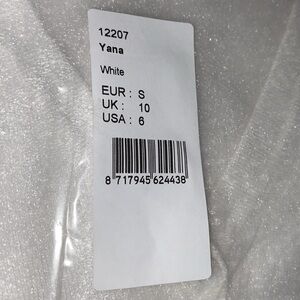 12207
Yana
White
EUR : S
UK : 10
USA : 6
8 717945 624438